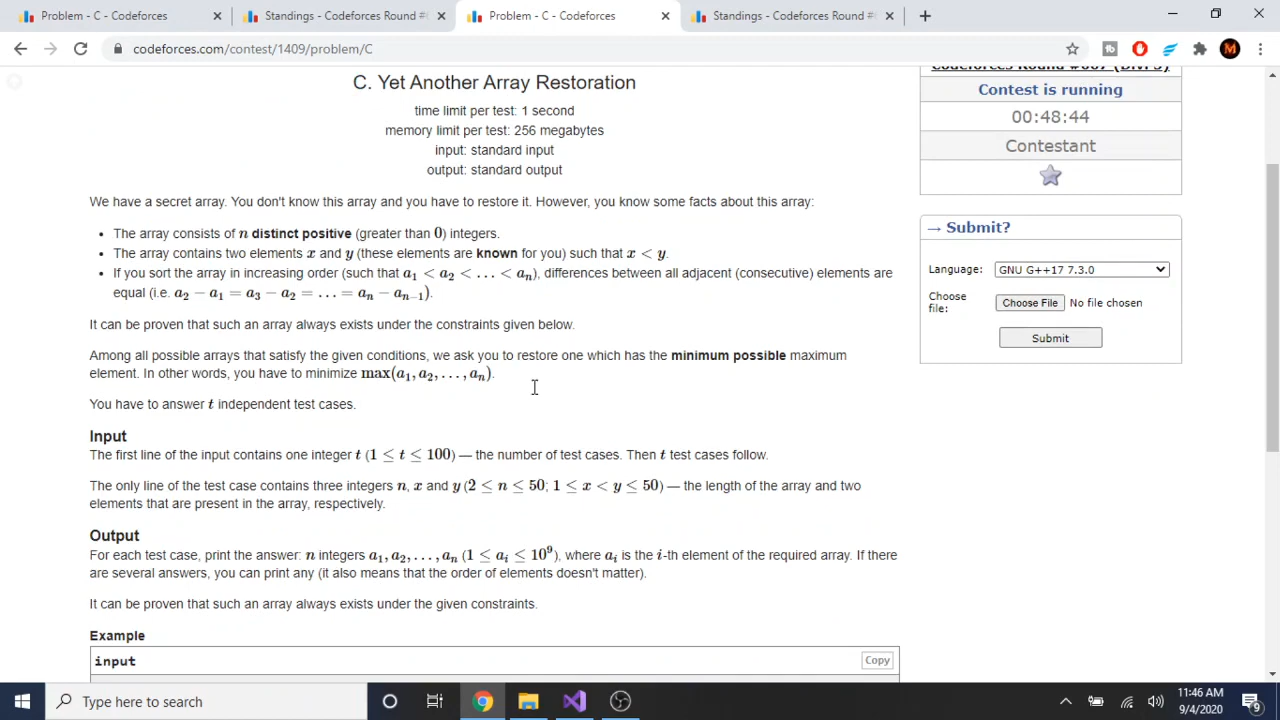 Problem - C - Codeforces
Standings - Codeforces Round #
Problem - C - Codeforces
Standings - Codeforces Round #
codeforces.com/contest/1409/problem/C
M
C. Yet Another Array Restoration
time limit per test: 1 second
memory limit per test: 256 megabytes
input: standard input
output: standard output
We have a secret array. You don't know this array and you have to restore it. However, you know some facts about this array:
• The array consists of n distinct positive (greater than 0) integers.
• The array contains two elements x and y (these elements are known for you) such that x < y.
• If you sort the array in increasing order (such that a₁ < a₂ < … < aₙ), differences between all adjacent (consecutive) elements are
equal (i.e. a₂ − a₁ = a₃ − a₂ = … = aₙ − aₙ₋₁).
It can be proven that such an array always exists under the constraints given below.
Among all possible arrays that satisfy the given conditions, we ask you to restore one which has the minimum possible maximum
element. In other words, you have to minimize max(a₁, a₂, …, aₙ).
You have to answer t independent test cases.
Input
The first line of the input contains one integer t (1 ≤ t ≤ 100) — the number of test cases. Then t test cases follow.
The only line of the test case contains three integers n, x and y (2 ≤ n ≤ 50; 1 ≤ x < y ≤ 50) — the length of the array and two
elements that are present in the array, respectively.
Output
For each test case, print the answer: n integers a₁, a₂, …, aₙ (1 ≤ aᵢ ≤ 10⁹), where aᵢ is the i-th element of the required array. If there
are several answers, you can print any (it also means that the order of elements doesn't matter).
It can be proven that such an array always exists under the given constraints.
Example
input
Copy
Codeforces Round #667 (Div. 3)
Contest is running
00:48:44
Contestant
→ Submit?
Language: GNU G++17 7.3.0
Choose
file: Choose File No file chosen
Submit
Type here to search
11:46 AM
9/4/2020
9